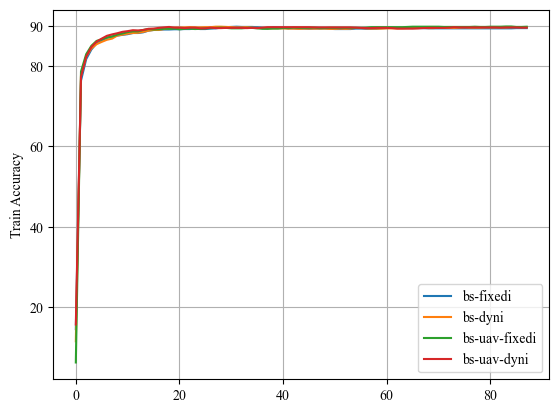 90
80
60
40
20
Train Accuracy
bs-fixedi
bs-dyni
bs-uav-fixedi
bs-uav-dyni
0 20 40 60 80